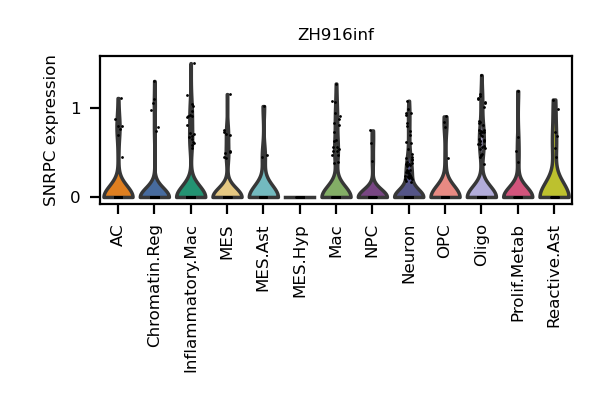 ZH916inf
SNRPC expression
1
0
AC
Chromatin.Reg
Inflammatory.Mac
MES
MES.Ast
MES.Hyp
Mac
NPC
Neuron
OPC
Oligo
Prolif.Metab
Reactive.Ast